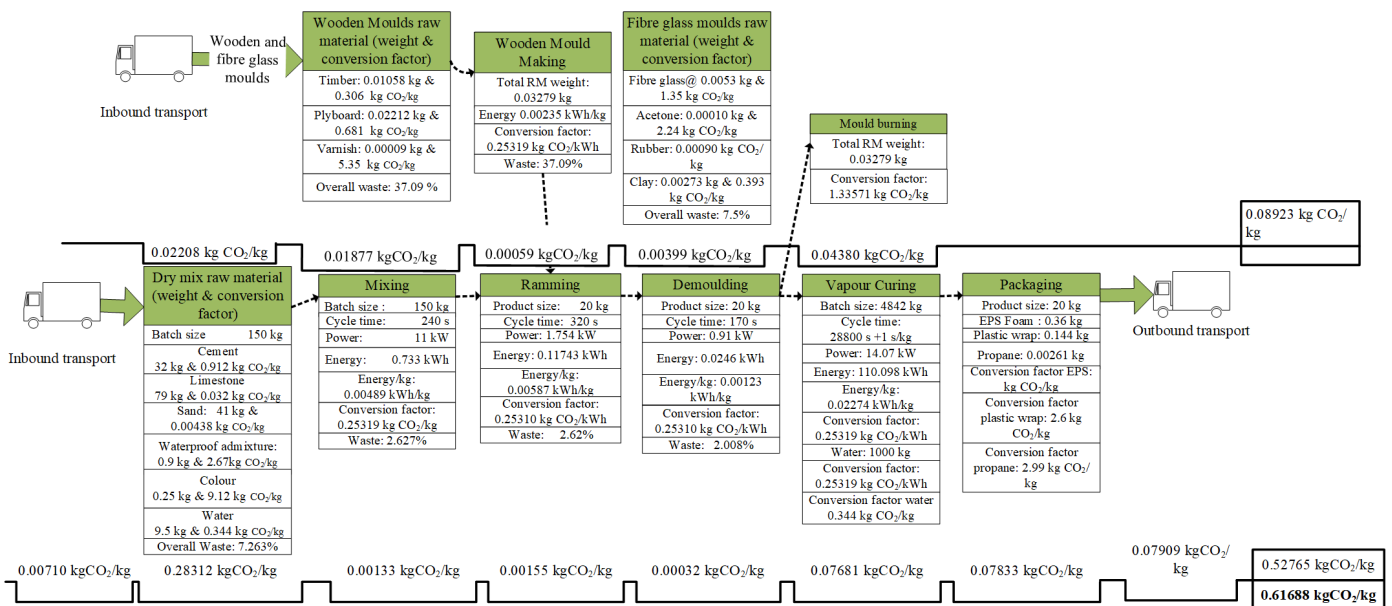 Wooden and
fibre glass
moulds
Inbound transport
Wooden Moulds raw
material (weight &
conversion factor)
Timber: 0.01058 kg &
0.306 kg CO₂/kg
Plyboard: 0.02212 kg &
0.681 kg CO₂/kg
Varnish: 0.00009 kg &
5.35 kg CO₂/kg
Overall waste: 37.09 %
Wooden Mould
Making
Total RM weight:
0.03279 kg
Energy 0.00235 kWh/kg
Conversion factor:
0.25319 kg CO₂/kWh
Waste: 37.09%
Fibre glass moulds raw
material (weight &
conversion factor)
Fibre glass@ 0.0053 kg &
1.35 kg CO₂/kg
Acetone: 0.00010 kg &
2.24 kg CO₂/kg
Rubber: 0.00090 kg CO₂/
kg
Clay: 0.00273 kg & 0.393
kg CO₂/kg
Overall waste: 7.5%
Mould burning
Total RM weight:
0.03279 kg
Conversion factor:
1.33571 kg CO₂/kg
0.02208 kg CO₂/kg
0.01877 kgCO₂/kg
0.00059 kgCO₂/kg
0.00399 kgCO₂/kg
0.04380 kgCO₂/kg
0.08923 kg CO₂/
kg
Inbound transport
Dry mix raw material
(weight & conversion
factor)
Batch size 150 kg
Cement
32 kg & 0.912 kg CO₂/kg
Limestone
79 kg & 0.032 kg CO₂/kg
Sand: 41 kg &
0.00438 kg CO₂/kg
Waterproof admixture:
0.9 kg & 2.67kg CO₂/kg
Colour
0.25 kg & 9.12 kg CO₂/kg
Water
9.5 kg & 0.344 kg CO₂/kg
Overall Waste: 7.263%
Mixing
Batch size : 150 kg
Cycle time: 240 s
Power: 11 kW
Energy: 0.733 kWh
Energy/kg:
0.00489 kWh/kg
Conversion factor:
0.25319 kg CO₂/kWh
Waste: 2.627%
Ramming
Product size: 20 kg
Cycle time: 320 s
Power: 1.754 kW
Energy: 0.11743 kWh
Energy/kg:
0.00587 kWh/kg
Conversion factor:
0.25310 kg CO₂/kWh
Waste: 2.62%
Demoulding
Product size: 20 kg
Cycle time: 170 s
Power: 0.91 kW
Energy: 0.0246 kWh
Energy/kg: 0.00123
kWh/kg
Conversion factor:
0.25310 kg CO₂/kWh
Waste: 2.008%
Vapour Curing
Batch size: 4842 kg
Cycle time:
28800 s +1 s/kg
Power: 14.07 kW
Energy: 110.098 kWh
Energy/kg:
0.02274 kWh/kg
Conversion factor:
0.25319 kg CO₂/kWh
Water: 1000 kg
Conversion factor:
0.25319 kg CO₂/kWh
Conversion factor water
0.344 kg CO₂/kg
Packaging
Product size: 20 kg
EPS Foam : 0.36 kg
Plastic wrap: 0.144 kg
Propane: 0.00261 kg
Conversion factor EPS:
kg CO₂/kg
Conversion factor
plastic wrap: 2.6 kg
CO₂/kg
Conversion factor
propane: 2.99 kg CO₂/
kg
Outbound transport
0.00710 kgCO₂/kg
0.28312 kgCO₂/kg
0.00133 kgCO₂/kg
0.00155 kgCO₂/kg
0.00032 kgCO₂/kg
0.07681 kgCO₂/kg
0.07833 kgCO₂/kg
0.07909 kgCO₂/
kg
0.52765 kgCO₂/kg
0.61688 kgCO₂/kg